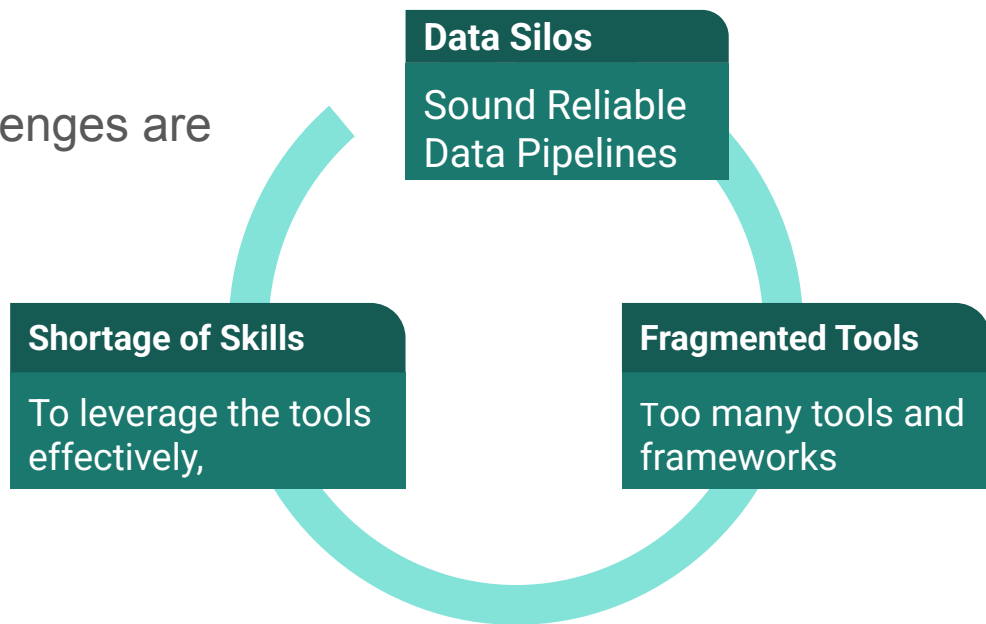 Data Silos
Sound Reliable
Data Pipelines
enges are
Shortage of Skills
To leverage the tools
effectively,
Fragmented Tools
Too many tools and
frameworks